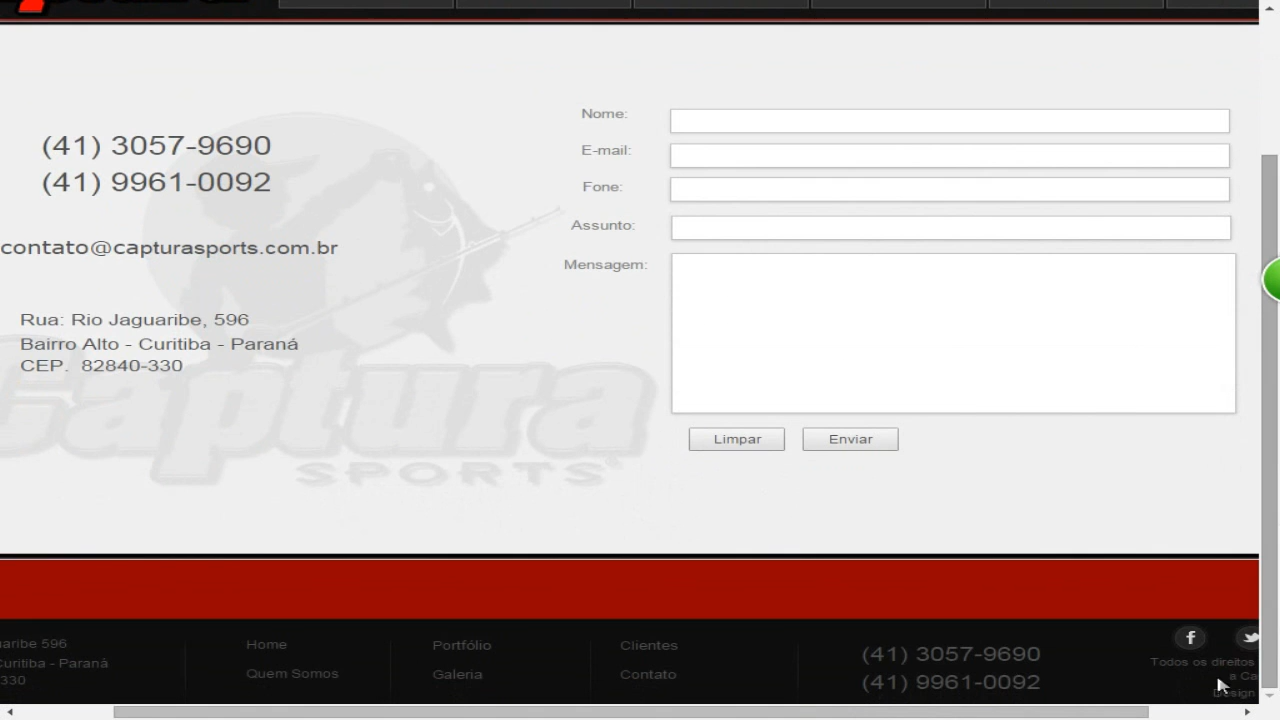 (41) 3057-9690
(41) 9961-0092
contato@capturasports.com.br
Rua: Rio Jaguaribe, 596
Bairro Alto - Curitiba - Paraná
CEP. 82840-330
Captura
SPORTS
Nome:
E-mail:
Fone:
Assunto:
Mensagem:
Limpar
Enviar
aribe 596
Curitiba - Paraná
330
Home
Quem Somos
Portfólio
Galeria
Clientes
Contato
(41) 3057-9690
(41) 9961-0092
f
Todos os direitos
a Ca
Design